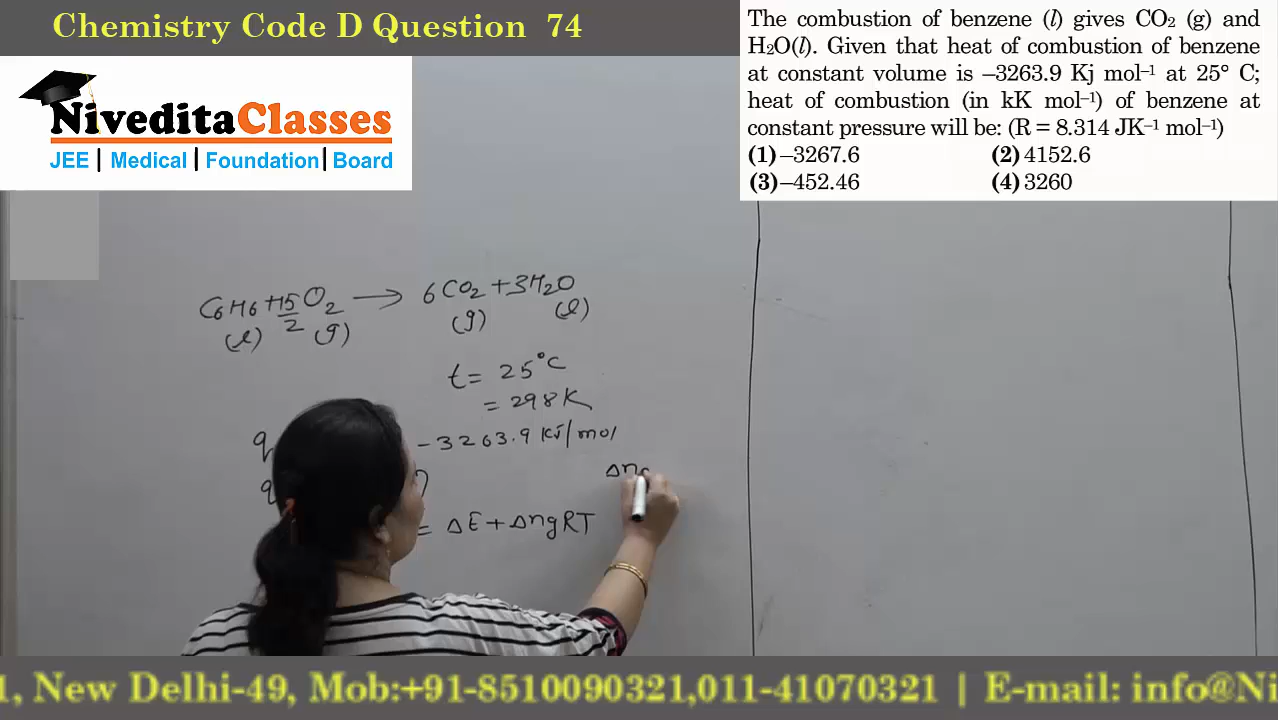 Chemistry Code D Question 74
The combustion of benzene (l) gives CO₂ (g) and
H₂O(l). Given that heat of combustion of benzene
at constant volume is –3263.9 Kj mol⁻¹ at 25° C;
heat of combustion (in kK mol⁻¹) of benzene at
constant pressure will be: (R = 8.314 JK⁻¹ mol⁻¹)
(1) –3267.6 (2) 4152.6
(3) –452.46 (4) 3260
NiveditaClasses
JEE | Medical | Foundation | Board
C6H6 + 15/2 O2 → 6CO2 + 3H2O
(l) (g) (g) (l)
t = 25°C
= 298K
q -3263.9 KJ/mol
q ?
Δn
= ΔE + ΔngRT
1, New Delhi-49, Mob:+91-8510090321,011-41070321 | E-mail: info@Ni